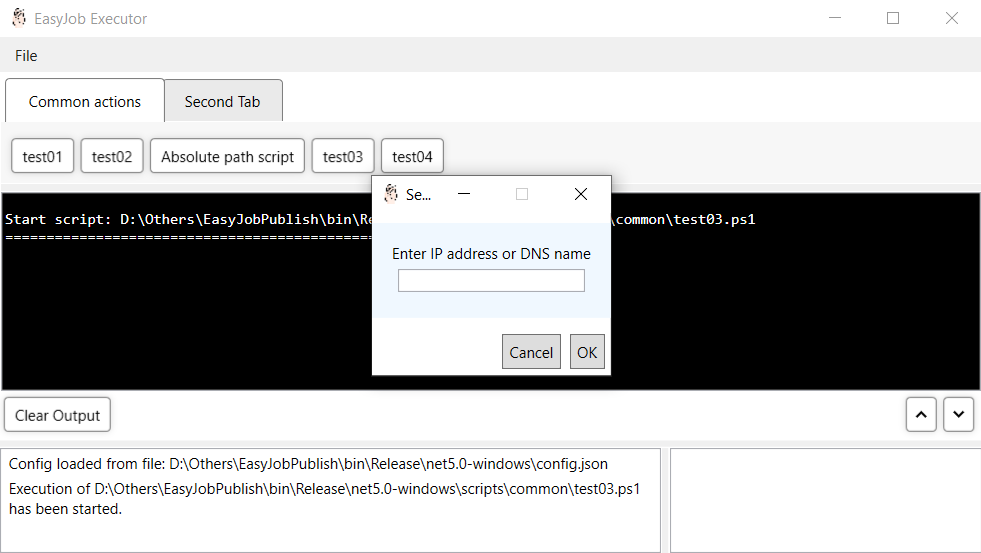 EasyJob Executor
File
Common actions
Second Tab
test01
test02
Absolute path script
test03
test04
Se...
Start script: D:\Others\EasyJobPublish\bin\Re
\common\test03.ps1
Enter IP address or DNS name
Cancel
OK
Clear Output
Config loaded from file: D:\Others\EasyJobPublish\bin\Release\net5.0-windows\config.json
Execution of D:\Others\EasyJobPublish\bin\Release\net5.0-windows\scripts\common\test03.ps1
has been started.